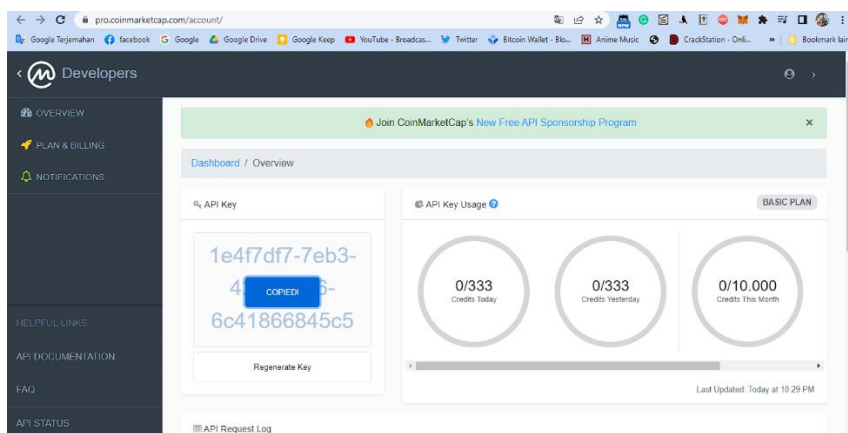 pro.coinmarketcap.com/account/
Google Terjemahan facebook Google Google Drive Google Keep YouTube - Broadcas... Twitter Bitcoin Wallet - Blo... Anime Music CrackStation - Onli... » Bookmark lain
Developers
OVERVIEW
PLAN & BILLING
NOTIFICATIONS
HELPFUL LINKS
API DOCUMENTATION
FAQ
API STATUS
Join CoinMarketCap's New Free API Sponsorship Program ×
Dashboard / Overview
API Key
1e4f7df7-7eb3-
COPIED!
6c41866845c5
Regenerate Key
API Key Usage
BASIC PLAN
0/333
Credits Today
0/333
Credits Yesterday
0/10.000
Credits This Month
Last Updated: Today at 10:29 PM
API Request Log